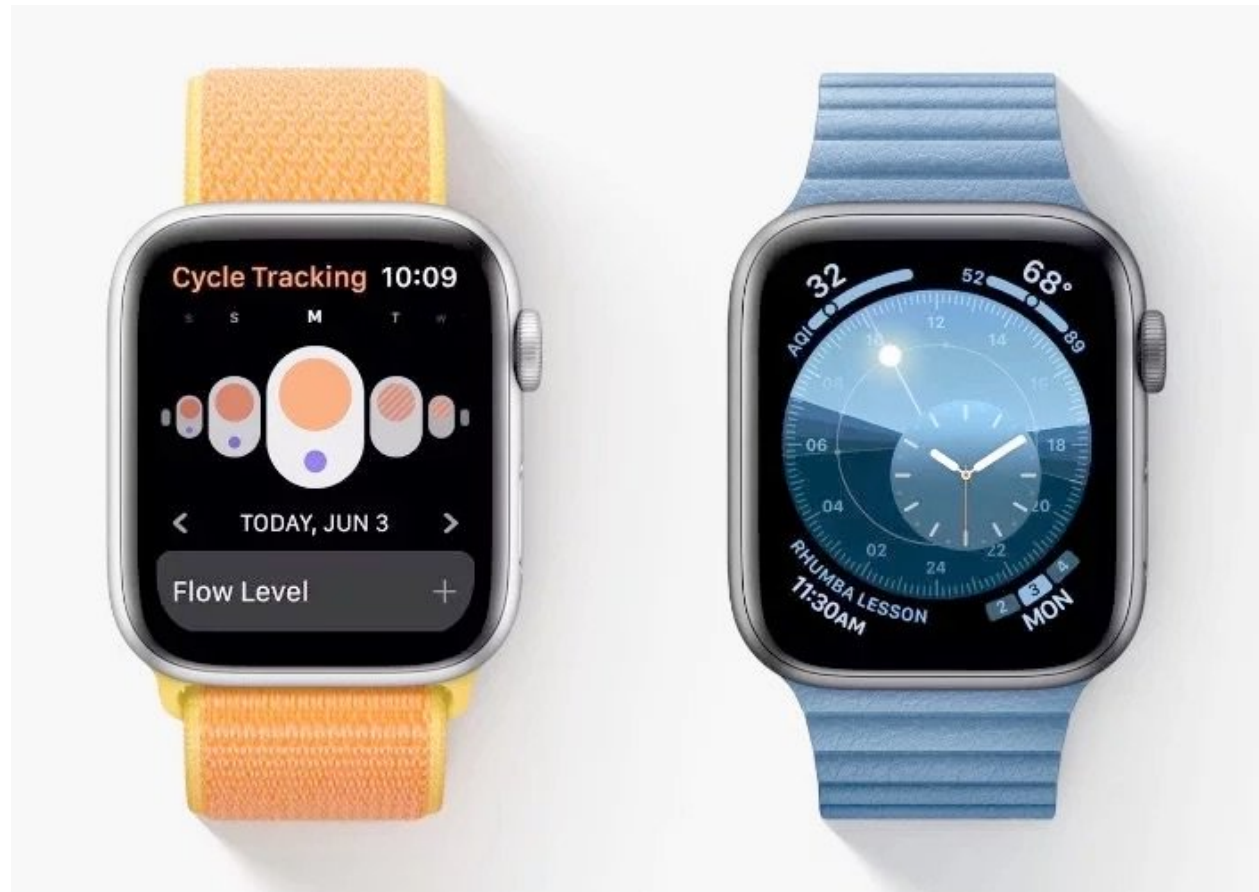 Cycle Tracking 10:09
S S M T W
TODAY, JUN 3
Flow Level
32
AQI
52 68° 89
12
10 14
08 16
06 18
04 20
02 22
24
RHUMBA LESSON
11:30AM
2 3 4
MON